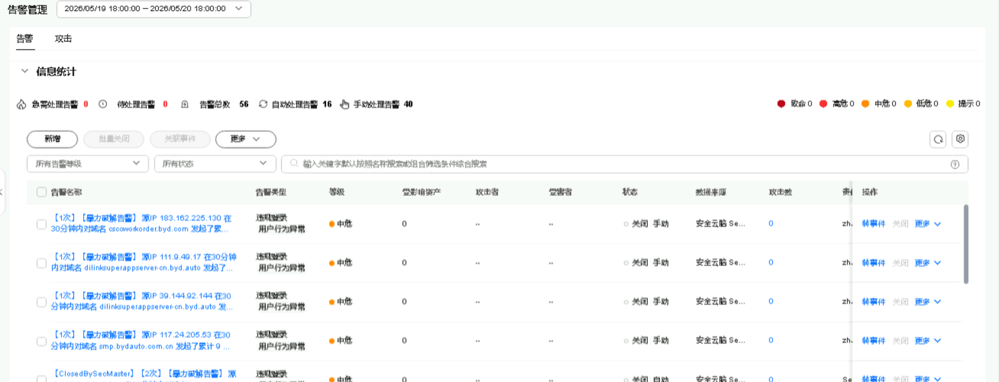 告警管理 2026/05/19 18:00:00 – 2026/05/20 18:00:00
告警 攻击
信息统计
急需处理告警 0 待处理告警 0 告警总数 56 自动处理告警 16 手动处理告警 40 致命 0 高危 0 中危 0 低危 0 提示 0
新增 批量关闭 关联事件 更多
所有告警等级 所有状态 输入关键字默认按照名称搜索或组合筛选条件综合搜索
告警名称 告警类型 等级 受影响资产 攻击者 受害者 状态 数据来源 攻击数 操作
【1次】【暴力破解告警】源IP 183.162.225.130 在 违规登录
30分钟内对域名 cscoworkorder.byd.com 发起了累... 用户行为异常 中危 0 -- -- 关闭 手动 安全云脑 Se... 0 zh. 转事件 关闭 更多
【1次】【暴力破解告警】源IP 111.9.49.17 在30分钟 违规登录
内对域名 dilinksuperappserver-cn.byd.auto 发起了... 用户行为异常 中危 0 -- -- 关闭 手动 安全云脑 Se... 0 zh. 转事件 关闭 更多
【1次】【暴力破解告警】源IP 39.144.92.144 在30 违规登录
分钟内对域名 dilinksuperappserver-cn.byd.auto 发... 用户行为异常 中危 0 -- -- 关闭 手动 安全云脑 Se... 0 zh. 转事件 关闭 更多
【1次】【暴力破解告警】源IP 117.24.205.53 在30 违规登录
分钟内对域名 smp.bydauto.com.cn 发起了累计 9 ... 用户行为异常 中危 0 -- -- 关闭 手动 安全云脑 Se... 0 zh. 转事件 关闭 更多
【ClosedBySecMaster】【2次】【暴力破解告警】源 违规登录 中危 0 -- -- 关闭 自动 安全云脑 Se... 0 Se 转事件 关闭 更多